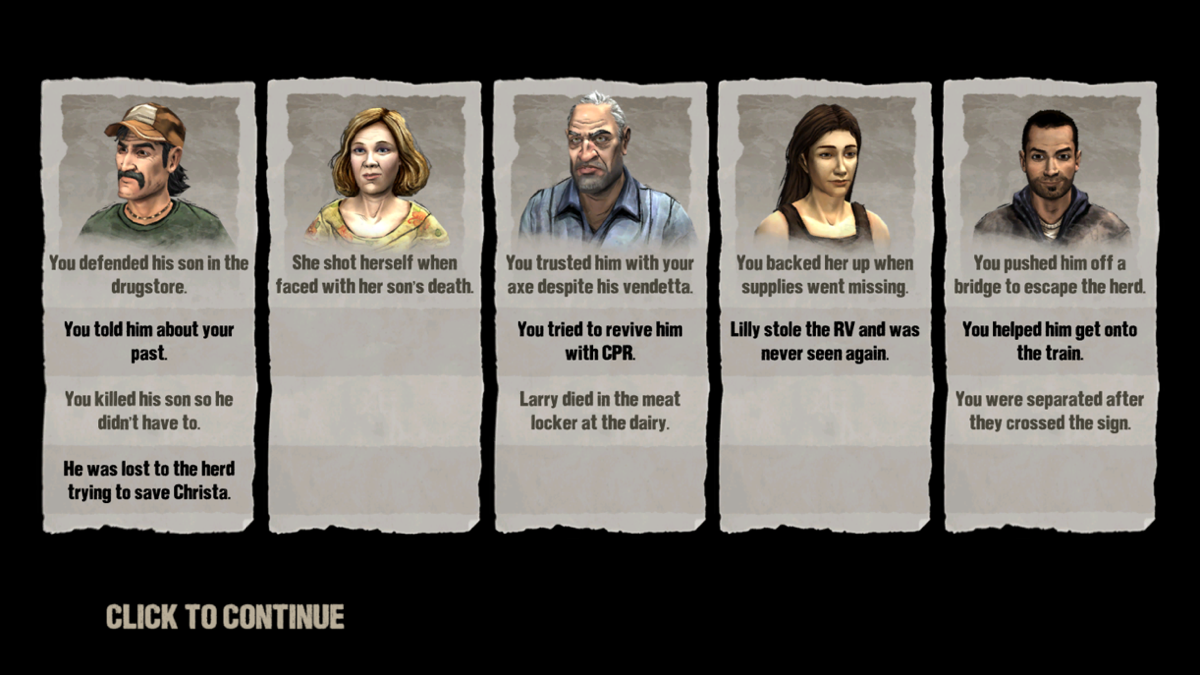 You defended his son in the
drugstore.
You told him about your
past.
You killed his son so he
didn't have to.
He was lost to the herd
trying to save Christa.
She shot herself when
faced with her son's death.
You trusted him with your
axe despite his vendetta.
You tried to revive him
with CPR.
Larry died in the meat
locker at the dairy.
You backed her up when
supplies went missing.
Lilly stole the RV and was
never seen again.
You pushed him off a
bridge to escape the herd.
You helped him get onto
the train.
You were separated after
they crossed the sign.
CLICK TO CONTINUE